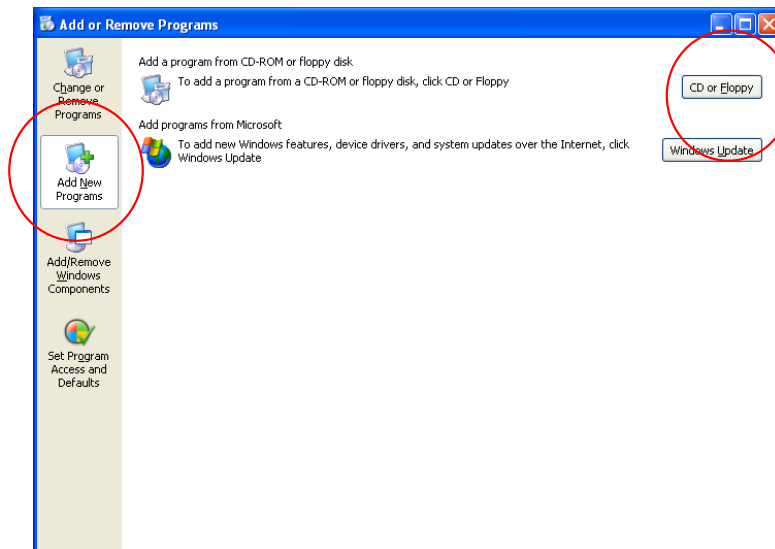 Add or Remove Programs
Change or
Remove
Programs
Add New
Programs
Add/Remove
Windows
Components
Set Program
Access and
Defaults
Add a program from CD-ROM or floppy disk
To add a program from a CD-ROM or floppy disk, click CD or Floppy
CD or Floppy
Add programs from Microsoft
To add new Windows features, device drivers, and system updates over the Internet, click
Windows Update
Windows Update